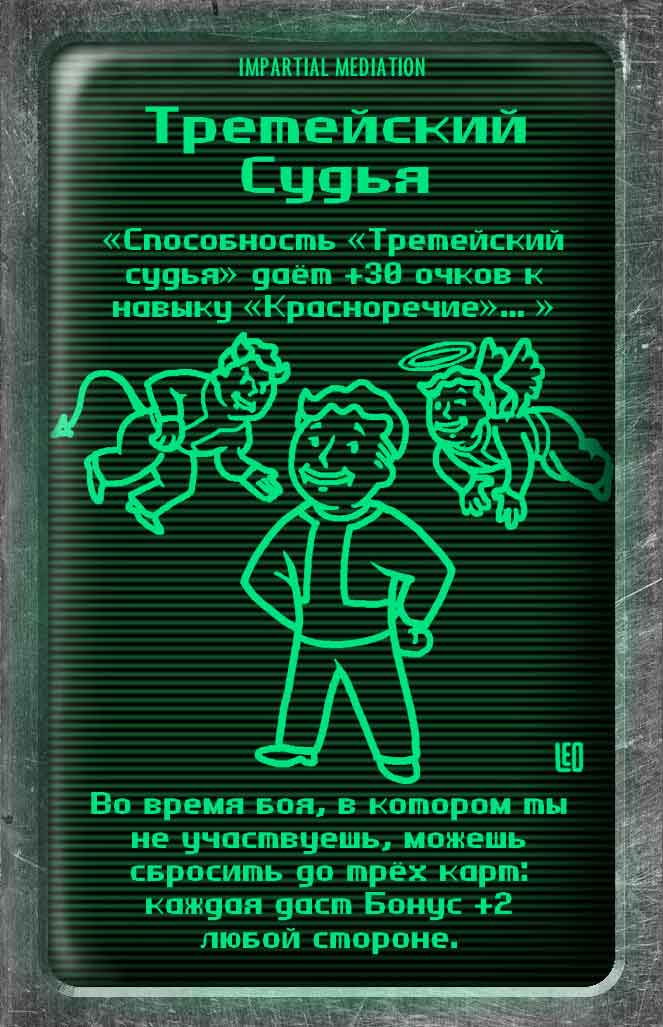 IMPARTIAL MEDIATION
Третейский
Судья
«Способность «Третейский
судья» даёт +30 очков к
навыку «Красноречие»... »
LEO
Во время боя, в котором ты
не участвуешь, можешь
сбросить до трёх карт:
каждая даст Бонус +2
любой стороне.